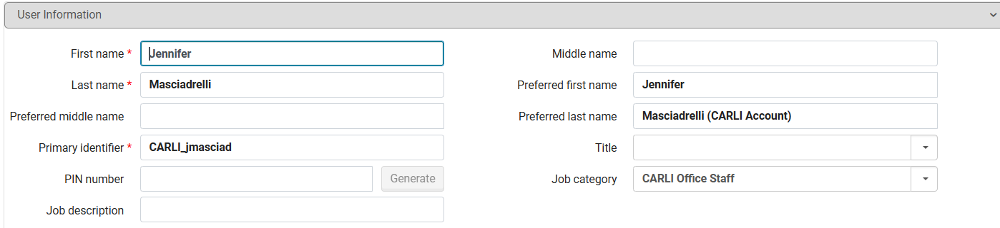 User Information
First name * Jennifer Middle name
Last name * Masciadrelli Preferred first name Jennifer
Preferred middle name Preferred last name Masciadrelli (CARLI Account)
Primary identifier * CARLI_jmasciad Title
PIN number Generate Job category CARLI Office Staff
Job description